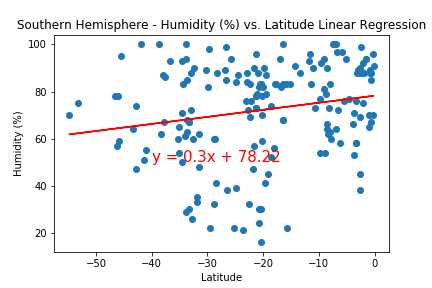 Southern Hemisphere - Humidity (%) vs. Latitude Linear Regression
100
80
60
40
20
Humidity (%)
y = 0.3x + 78.22
−50
−40
−30
−20
−10
0
Latitude